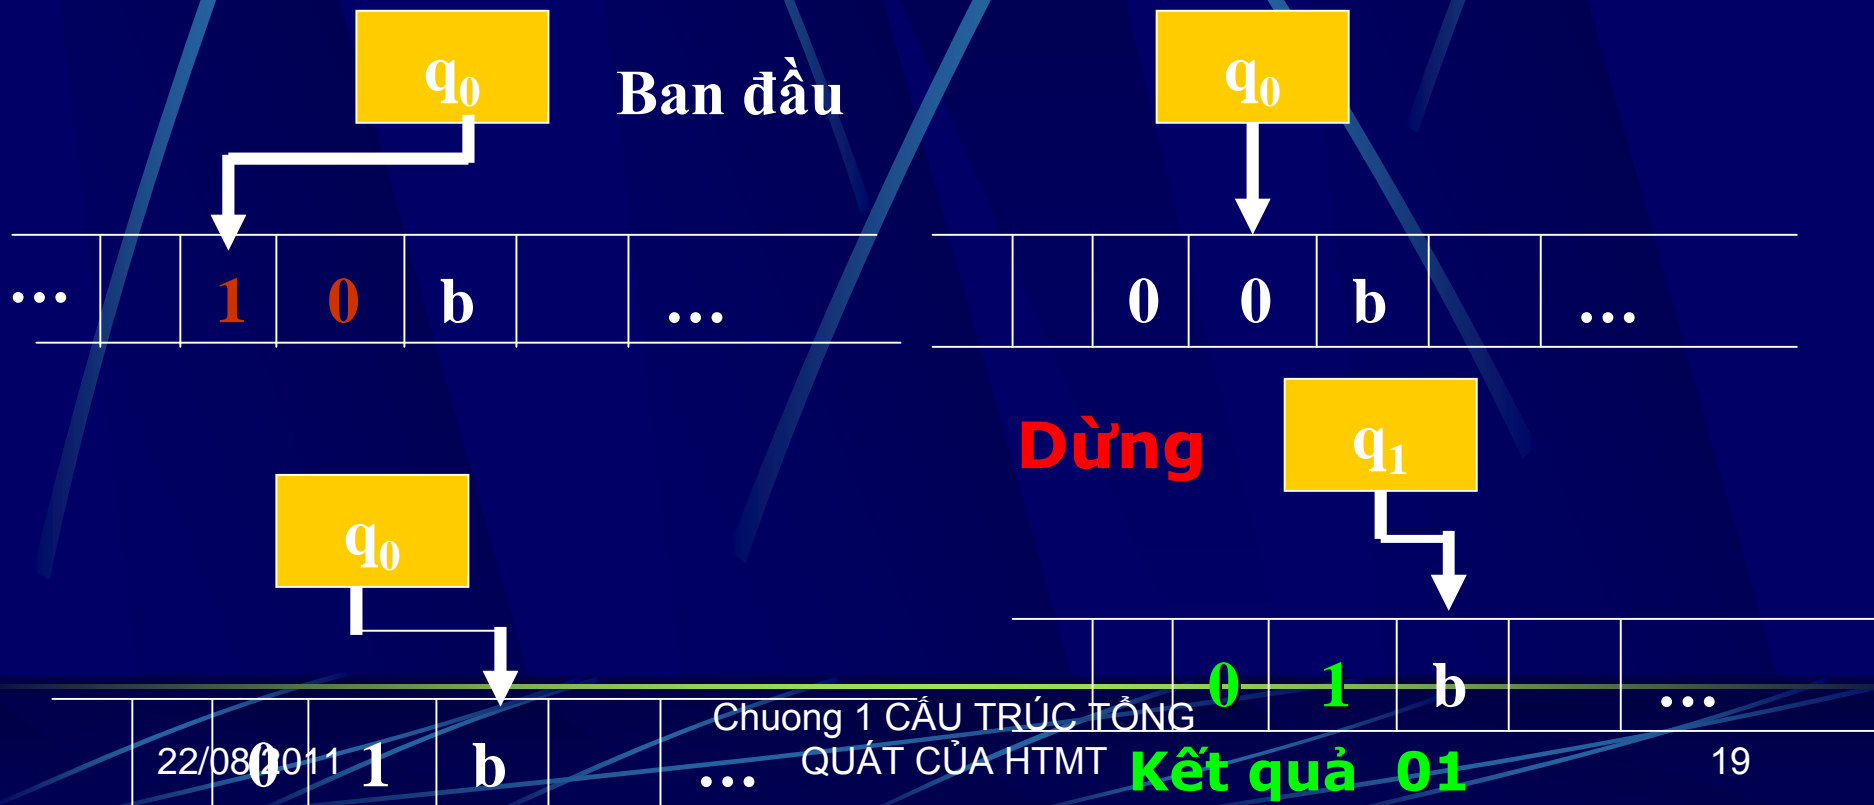 q₀
Ban đầu
… 1 0 b …
q₀
0 0 b …
q₀
0 1 b …
Dừng
q₁
0 1 b …
Kết quả 01
22/08/2011
Chuong 1 CẤU TRÚC TỔNG
QUÁT CỦA HTMT
19